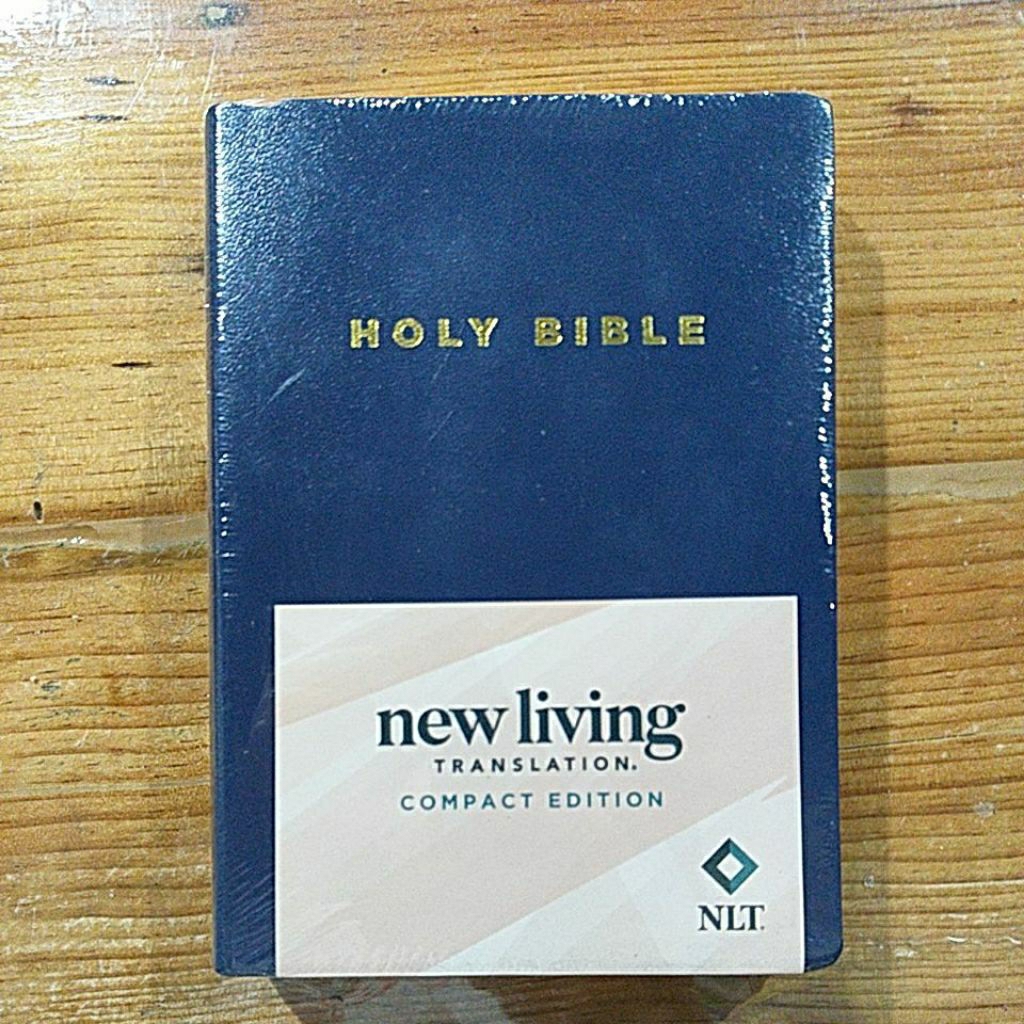 HOLY BIBLE
new living
TRANSLATION.
COMPACT EDITION
NLT.